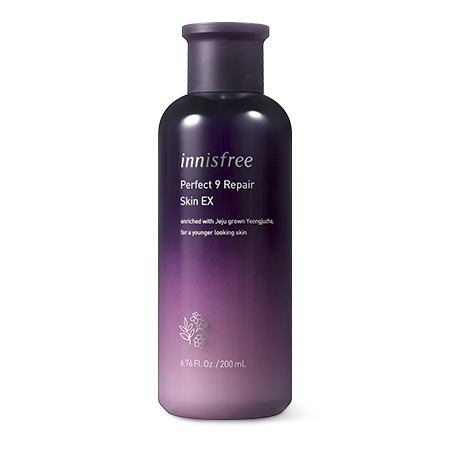 innisfree
Perfect 9 Repair
Skin EX
enriched with Jeju grown Yeongjucho,
for a younger looking skin
6.76 Fl. Oz. / 200 mL